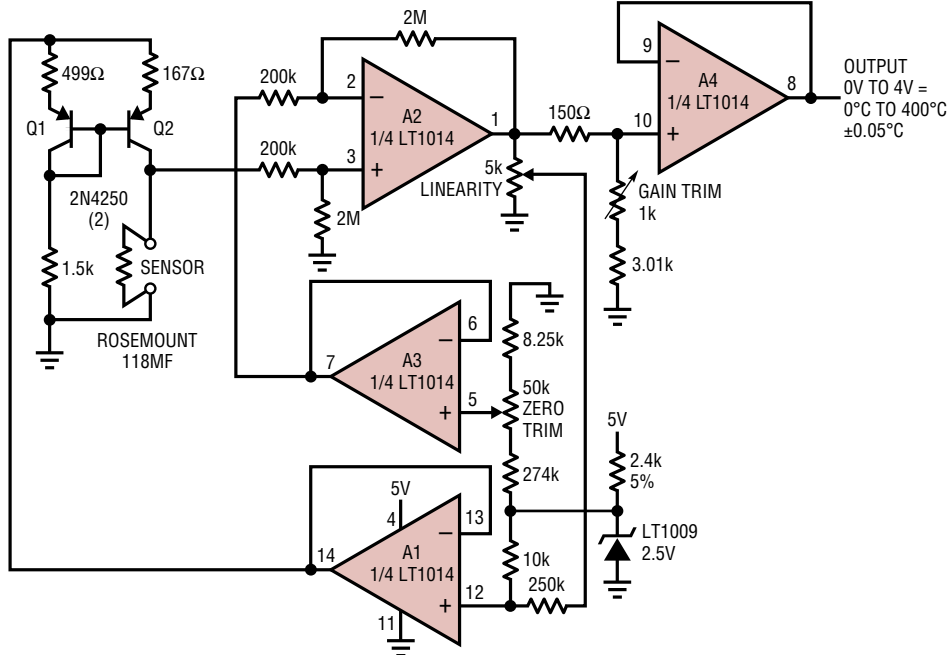 499Ω
167Ω
Q1
Q2
2N4250
(2)
1.5k
SENSOR
ROSEMOUNT
118MF
200k
200k
2M
2M
2
3
A2
1/4 LT1014
−
+
1
150Ω
5k
LINEARITY
9
10
A4
1/4 LT1014
−
+
8
OUTPUT
0V TO 4V =
0°C TO 400°C
±0.05°C
GAIN TRIM
1k
3.01k
6
5
A3
1/4 LT1014
−
+
7
8.25k
50k
ZERO
TRIM
274k
5V
2.4k
5%
LT1009
2.5V
10k
250k
5V
4
13
12
A1
1/4 LT1014
−
+
14
11